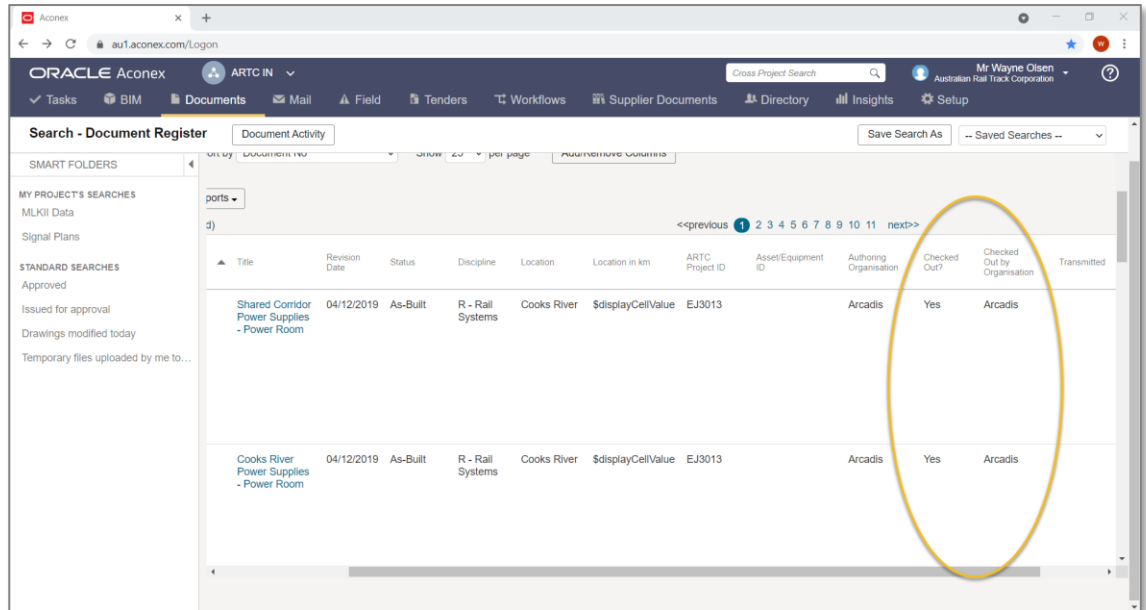 Aconex
au1.aconex.com/Logon
W
ORACLE Aconex
ARTC IN
Cross Project Search
Mr Wayne Olsen
Australian Rail Track Corporation
Tasks BIM Documents Mail Field Tenders Workflows Supplier Documents Directory Insights Setup
Search - Document Register
Document Activity
Save Search As
-- Saved Searches --
SMART FOLDERS
ort by Document No Show 25 per page Add/Remove Columns
MY PROJECT'S SEARCHES
MLKII Data
Signal Plans
STANDARD SEARCHES
Approved
Issued for approval
Drawings modified today
Temporary files uploaded by me to...
ports
d)
<<previous 1 2 3 4 5 6 7 8 9 10 11 next>>
Title
Revision
Date
Status
Discipline
Location
Location in km
ARTC
Project ID
Asset/Equipment
ID
Authoring
Organisation
Checked
Out?
Checked
Out by
Organisation
Transmitted
Shared Corridor
Power Supplies
- Power Room
04/12/2019
As-Built
R - Rail
Systems
Cooks River
$displayCellValue
EJ3013
Arcadis
Yes
Arcadis
Cooks River
Power Supplies
- Power Room
04/12/2019
As-Built
R - Rail
Systems
Cooks River
$displayCellValue
EJ3013
Arcadis
Yes
Arcadis